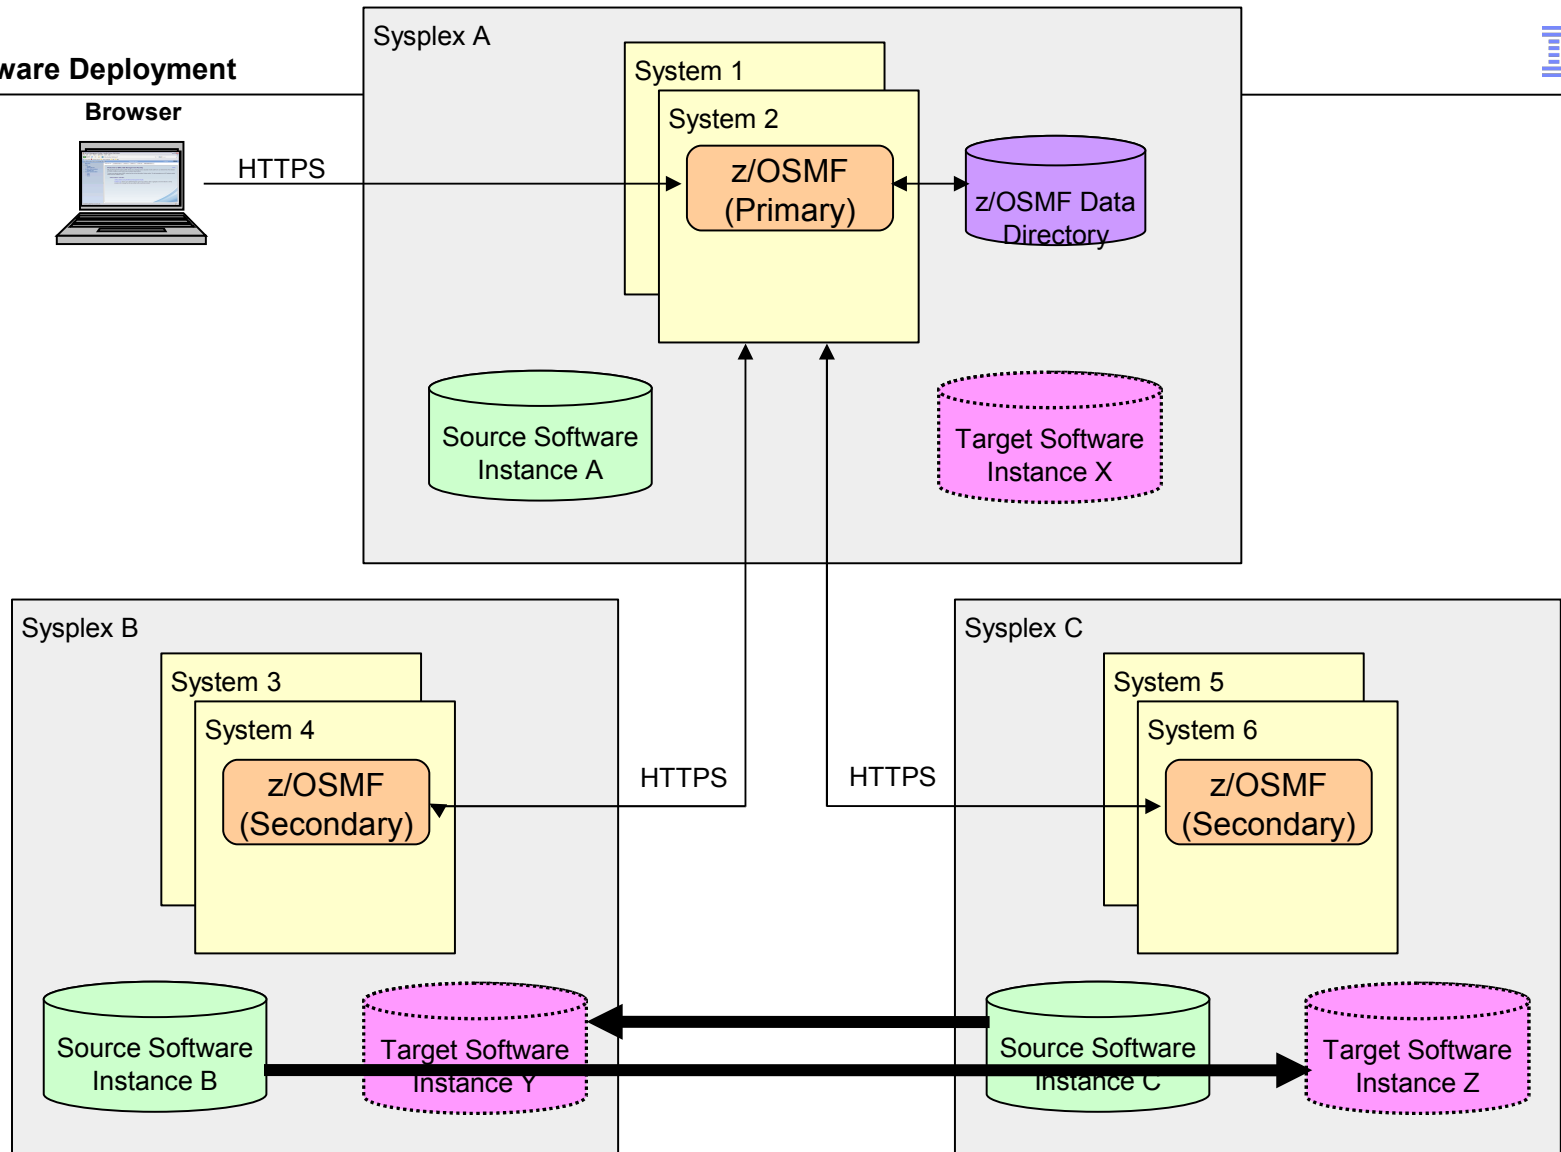 ware Deployment
Browser
HTTPS
Sysplex A
System 1
System 2
z/OSMF
(Primary)
z/OSMF Data
Directory
Source Software
Instance A
Target Software
Instance X
Sysplex B
System 3
System 4
z/OSMF
(Secondary)
HTTPS
HTTPS
Sysplex C
System 5
System 6
z/OSMF
(Secondary)
Source Software
Instance B
Target Software
Instance Y
Source Software
Instance C
Target Software
Instance Z